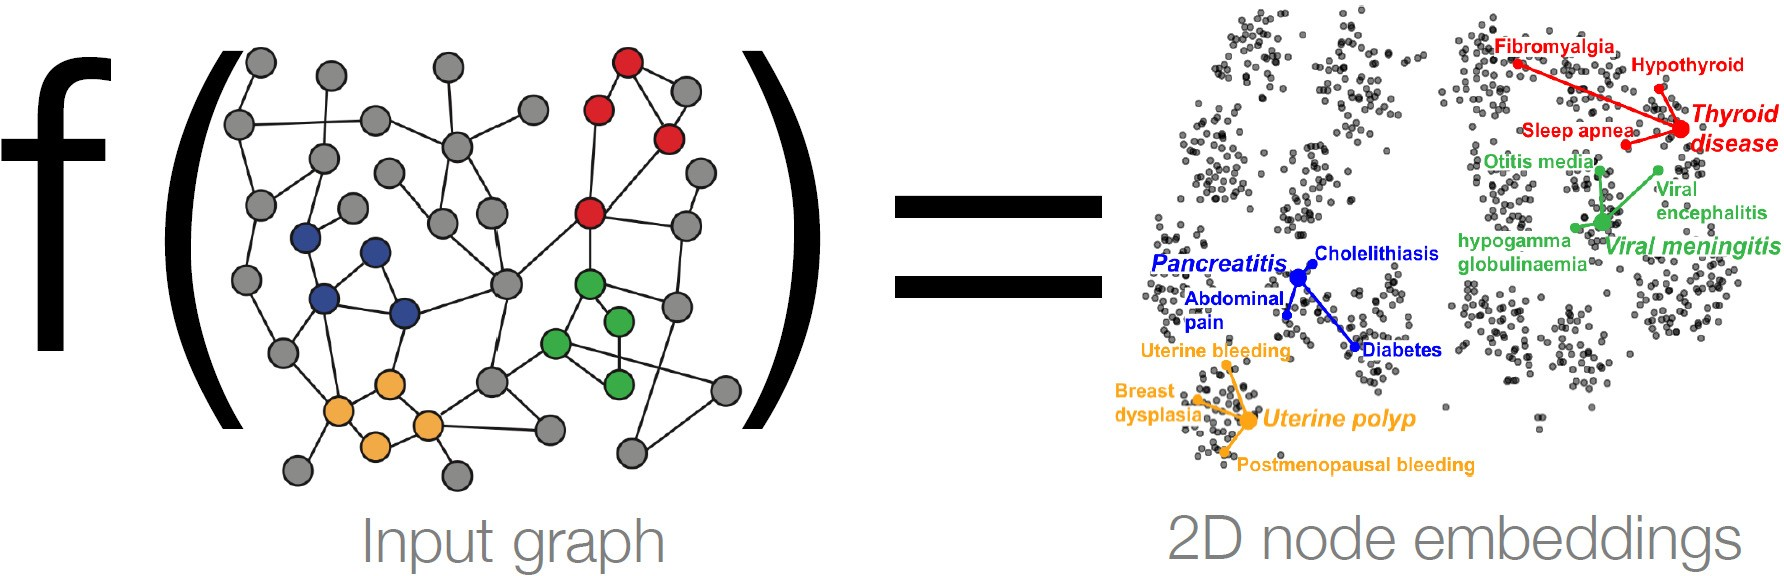 f ( ) =
Input graph
Fibromyalgia
Hypothyroid
Thyroid
disease
Sleep apnea
Otitis media
Viral
encephalitis
hypogamma
globulinaemia
Viral meningitis
Pancreatitis
Cholelithiasis
Abdominal
pain
Diabetes
Uterine bleeding
Breast
dysplasia
Uterine polyp
Postmenopausal bleeding
2D node embeddings